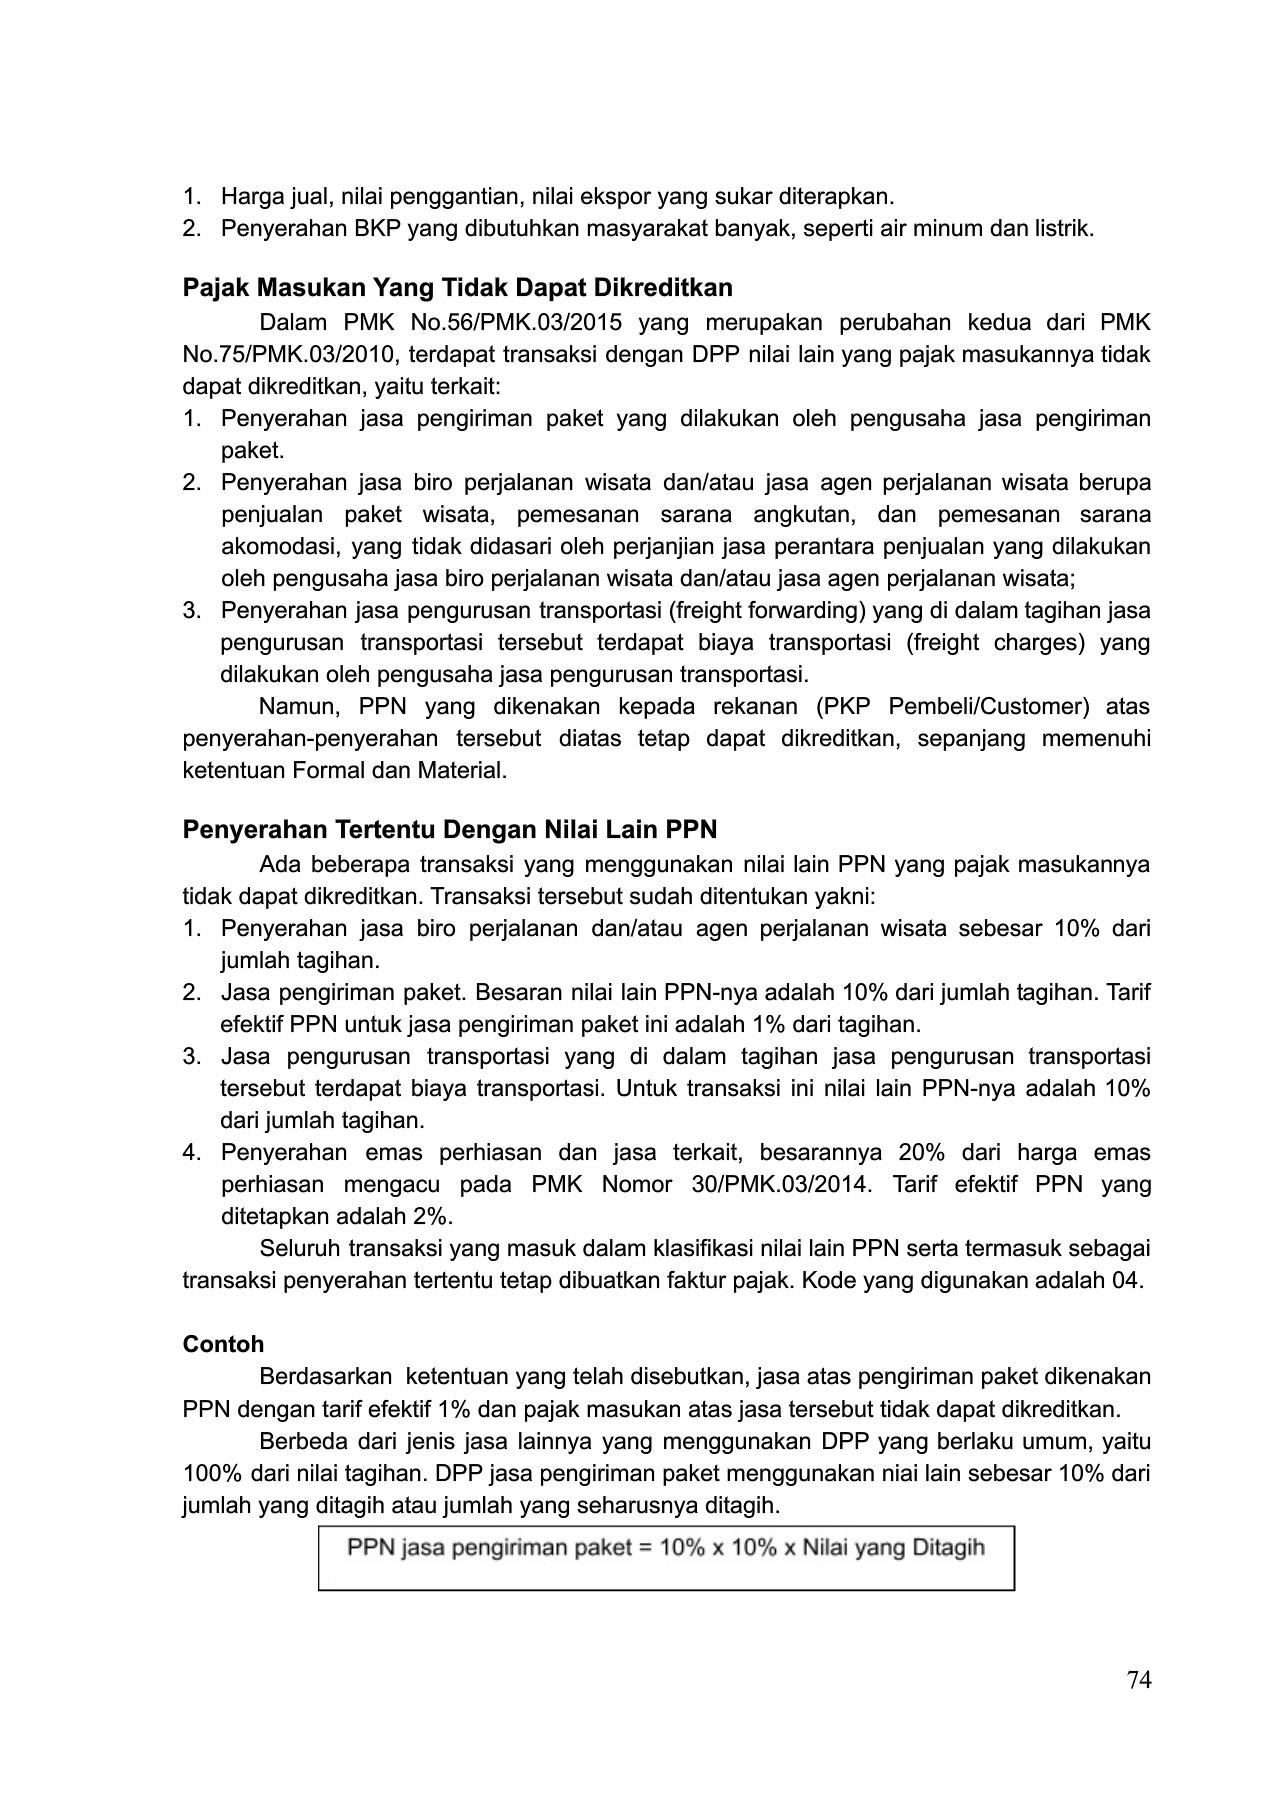 1. Harga jual, nilai penggantian, nilai ekspor yang sukar diterapkan.
2. Penyerahan BKP yang dibutuhkan masyarakat banyak, seperti air minum dan listrik.
Pajak Masukan Yang Tidak Dapat Dikreditkan
Dalam PMK No.56/PMK.03/2015 yang merupakan perubahan kedua dari PMK
No.75/PMK.03/2010, terdapat transaksi dengan DPP nilai lain yang pajak masukannya tidak
dapat dikreditkan, yaitu terkait:
1. Penyerahan jasa pengiriman paket yang dilakukan oleh pengusaha jasa pengiriman
paket.
2. Penyerahan jasa biro perjalanan wisata dan/atau jasa agen perjalanan wisata berupa
penjualan paket wisata, pemesanan sarana angkutan, dan pemesanan sarana
akomodasi, yang tidak didasari oleh perjanjian jasa perantara penjualan yang dilakukan
oleh pengusaha jasa biro perjalanan wisata dan/atau jasa agen perjalanan wisata;
3. Penyerahan jasa pengurusan transportasi (freight forwarding) yang di dalam tagihan jasa
pengurusan transportasi tersebut terdapat biaya transportasi (freight charges) yang
dilakukan oleh pengusaha jasa pengurusan transportasi.
Namun, PPN yang dikenakan kepada rekanan (PKP Pembeli/Customer) atas
penyerahan-penyerahan tersebut diatas tetap dapat dikreditkan, sepanjang memenuhi
ketentuan Formal dan Material.
Penyerahan Tertentu Dengan Nilai Lain PPN
Ada beberapa transaksi yang menggunakan nilai lain PPN yang pajak masukannya
tidak dapat dikreditkan. Transaksi tersebut sudah ditentukan yakni:
1. Penyerahan jasa biro perjalanan dan/atau agen perjalanan wisata sebesar 10% dari
jumlah tagihan.
2. Jasa pengiriman paket. Besaran nilai lain PPN-nya adalah 10% dari jumlah tagihan. Tarif
efektif PPN untuk jasa pengiriman paket ini adalah 1% dari tagihan.
3. Jasa pengurusan transportasi yang di dalam tagihan jasa pengurusan transportasi
tersebut terdapat biaya transportasi. Untuk transaksi ini nilai lain PPN-nya adalah 10%
dari jumlah tagihan.
4. Penyerahan emas perhiasan dan jasa terkait, besarannya 20% dari harga emas
perhiasan mengacu pada PMK Nomor 30/PMK.03/2014. Tarif efektif PPN yang
ditetapkan adalah 2%.
Seluruh transaksi yang masuk dalam klasifikasi nilai lain PPN serta termasuk sebagai
transaksi penyerahan tertentu tetap dibuatkan faktur pajak. Kode yang digunakan adalah 04.
Contoh
Berdasarkan ketentuan yang telah disebutkan, jasa atas pengiriman paket dikenakan
PPN dengan tarif efektif 1% dan pajak masukan atas jasa tersebut tidak dapat dikreditkan.
Berbeda dari jenis jasa lainnya yang menggunakan DPP yang berlaku umum, yaitu
100% dari nilai tagihan. DPP jasa pengiriman paket menggunakan niai lain sebesar 10% dari
jumlah yang ditagih atau jumlah yang seharusnya ditagih.
PPN jasa pengiriman paket = 10% x 10% x Nilai yang Ditagih
74